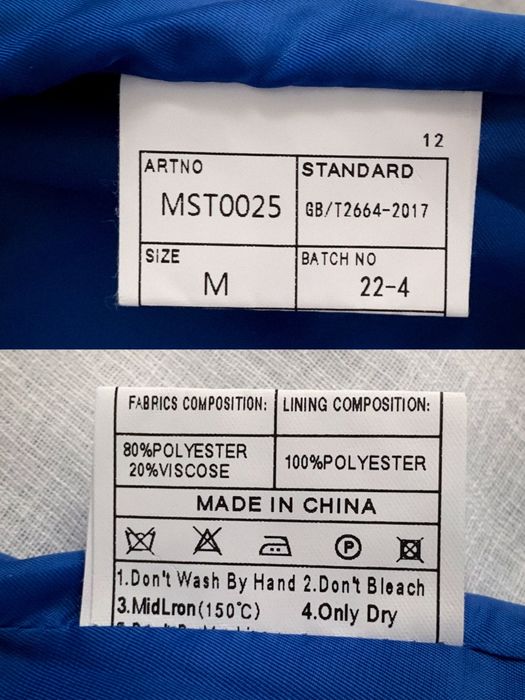 12
ARTNO
MST0025
STANDARD
GB/T2664-2017
SIZE
M
BATCH NO
22-4
FABRICS COMPOSITION:
LINING COMPOSITION:
80%POLYESTER
20%VISCOSE
100%POLYESTER
MADE IN CHINA
P
1.Don't Wash By Hand 2.Don't Bleach
3.MidLron(150℃) 4.Only Dry